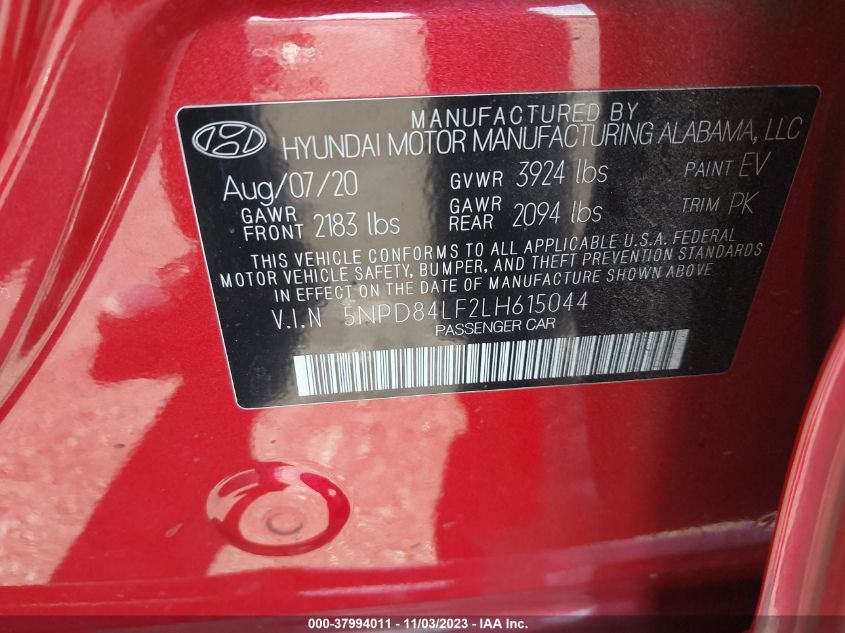 MANUFACTURED BY
HYUNDAI MOTOR MANUFACTURING ALABAMA, LLC
Aug/07/20 GVWR 3924 lbs PAINT EV
GAWR FRONT 2183 lbs GAWR REAR 2094 lbs TRIM PK
THIS VEHICLE CONFORMS TO ALL APPLICABLE U.S.A. FEDERAL
MOTOR VEHICLE SAFETY, BUMPER, AND THEFT PREVENTION STANDARDS
IN EFFECT ON THE DATE OF MANUFACTURE SHOWN ABOVE
V.I.N 5NPD84LF2LH615044
PASSENGER CAR
000-37994011 - 11/03/2023 - IAA Inc.